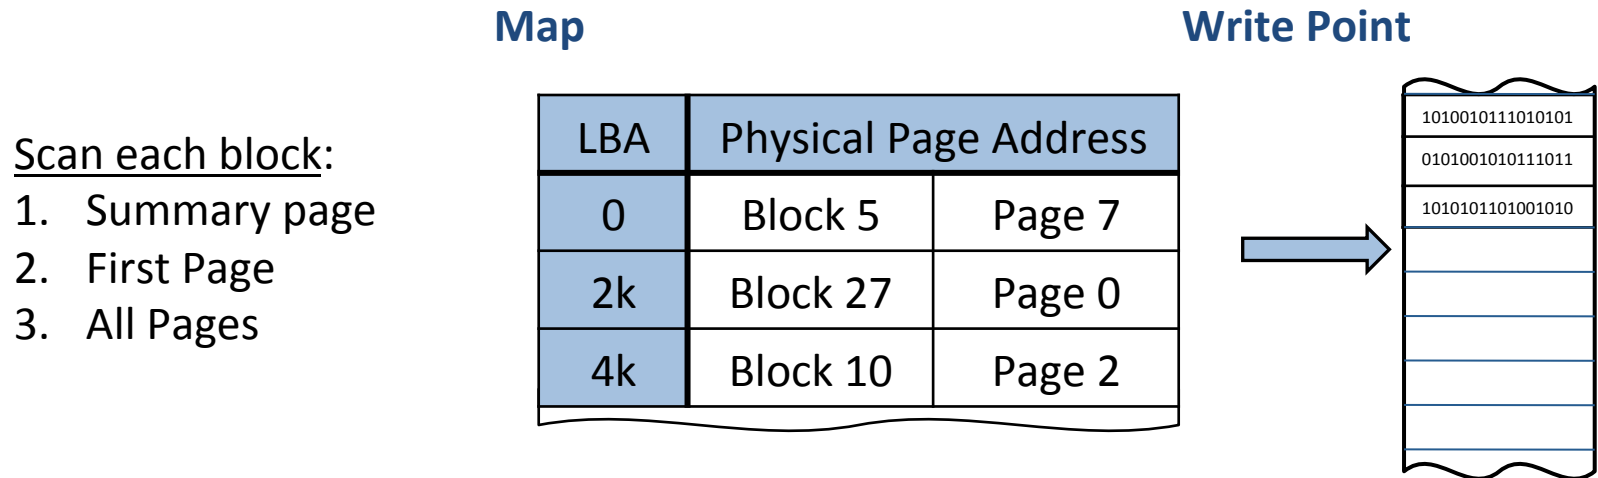 Map
Write Point
Scan each block:
1. Summary page
2. First Page
3. All Pages
LBA Physical Page Address
0 Block 5 Page 7
2k Block 27 Page 0
4k Block 10 Page 2
1010010111010101
0101001010111011
1010101101001010